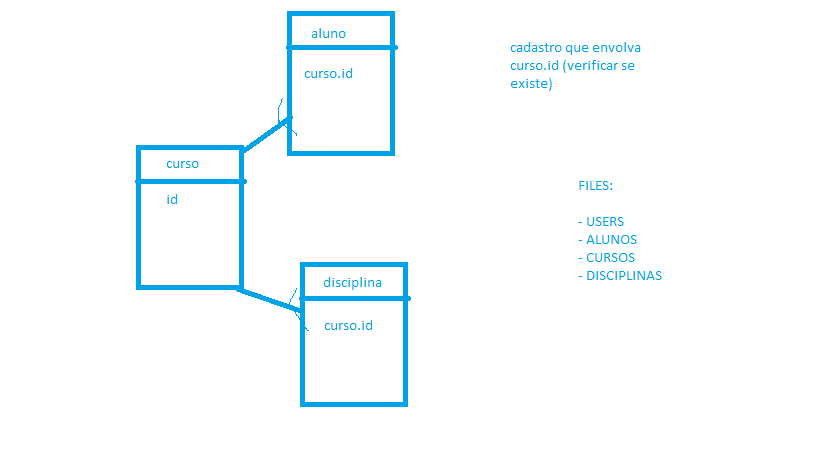 aluno
curso.id
curso
id
disciplina
curso.id
cadastro que envolva
curso.id (verificar se
existe)
FILES:
- USERS
- ALUNOS
- CURSOS
- DISCIPLINAS